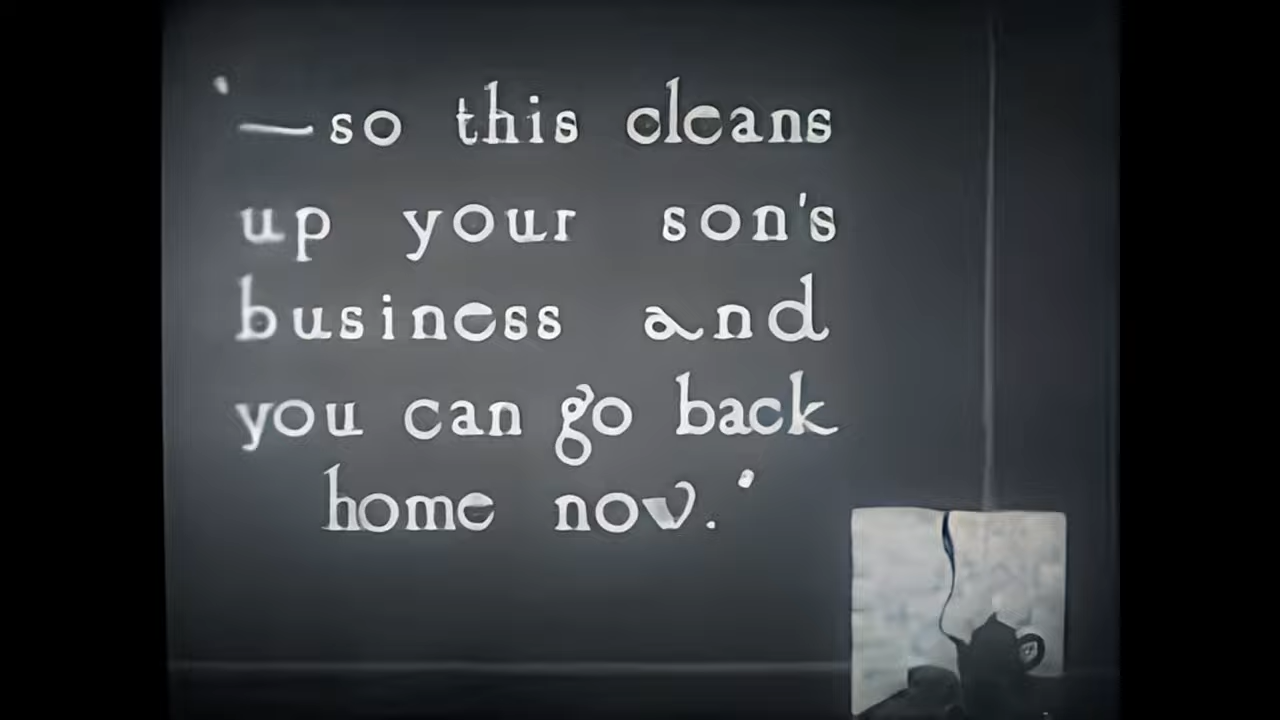 '—so this cleans
up your son's
business and
you can go back
home now.'